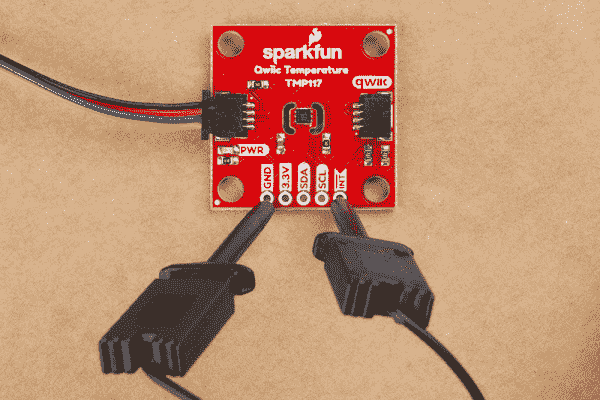 sparkfun
Qwiic Temperature
TMP117
qwiic
PWR
GND
3.3V
SDA
SCL
INT